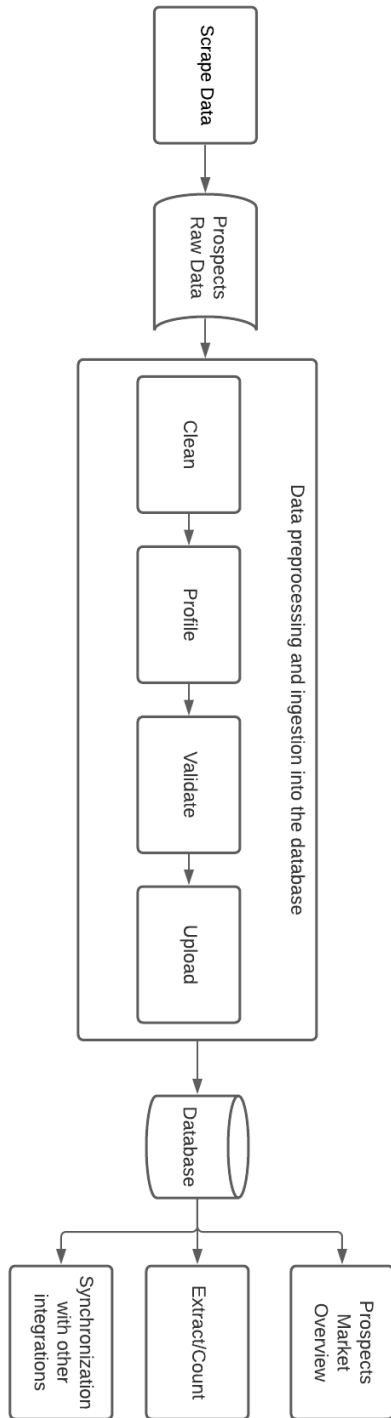 Scrape Data
Prospects
Raw Data
Data preprocessing and ingestion into the database
Clean
Profile
Validate
Upload
Database
Prospects
Market
Overview
Extract/Count
Synchronization
with other
integrations